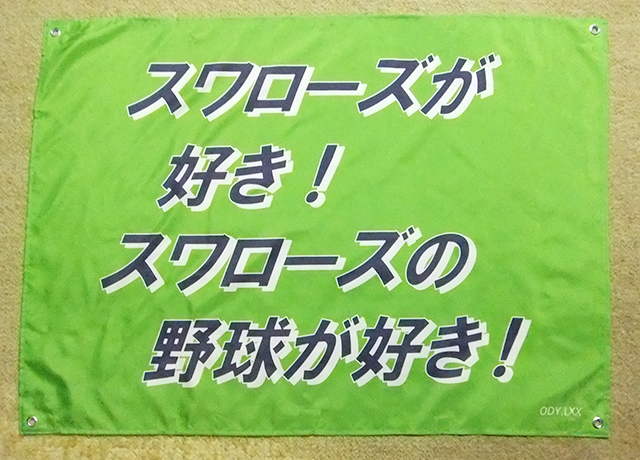 スワローズが
好き！
スワローズの
野球が好き！
ODY.LXX